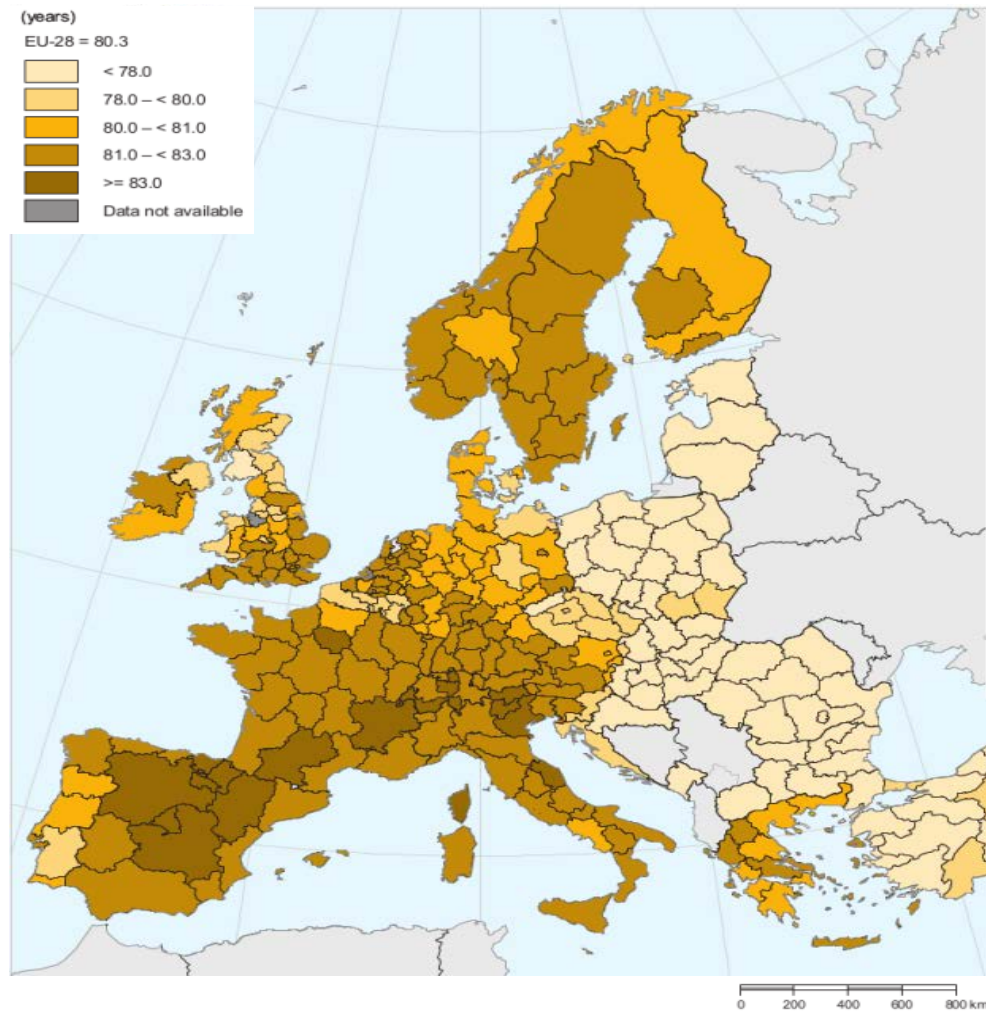 (years)
EU-28 = 80.3
< 78.0
78.0 – < 80.0
80.0 – < 81.0
81.0 – < 83.0
>= 83.0
Data not available
0 200 400 600 800 km